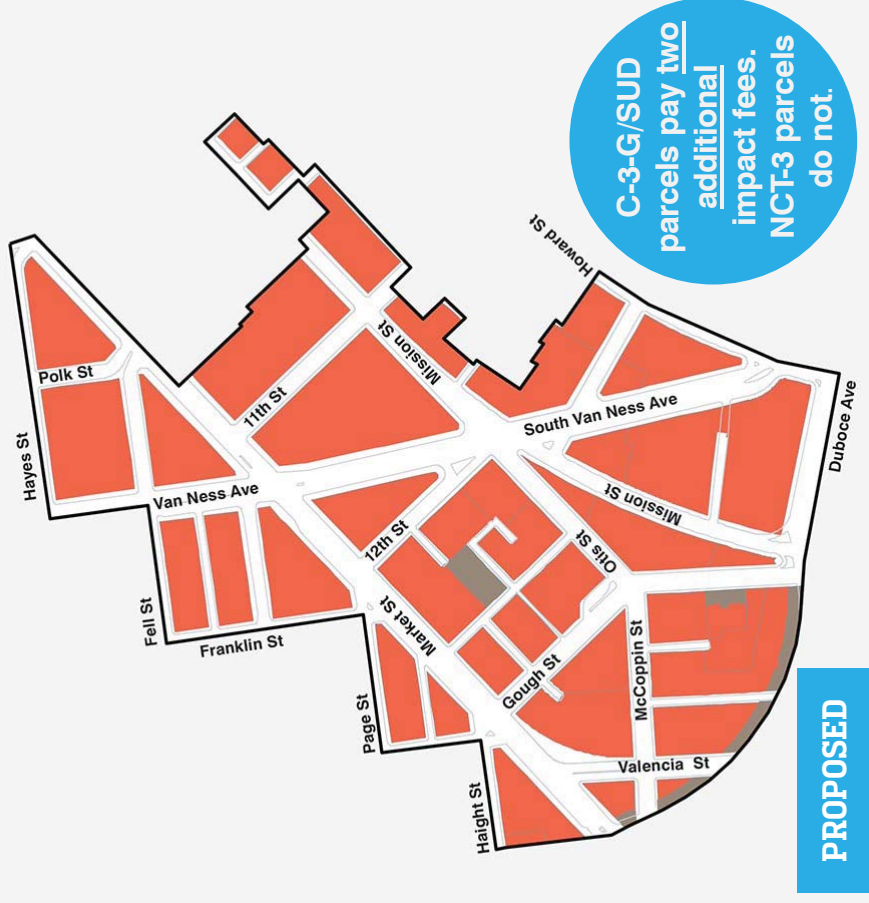 C-3-G/SUD
parcels pay two
additional
impact fees.
NCT-3 parcels
do not.
Howard St
Polk St
Hayes St
11th St
Mission St
South Van Ness Ave
Duboce Ave
Van Ness Ave
Mission St
12th St
Otis St
Fell St
Franklin St
Market St
Gough St
McCoppin St
Page St
Valencia St
Haight St
PROPOSED